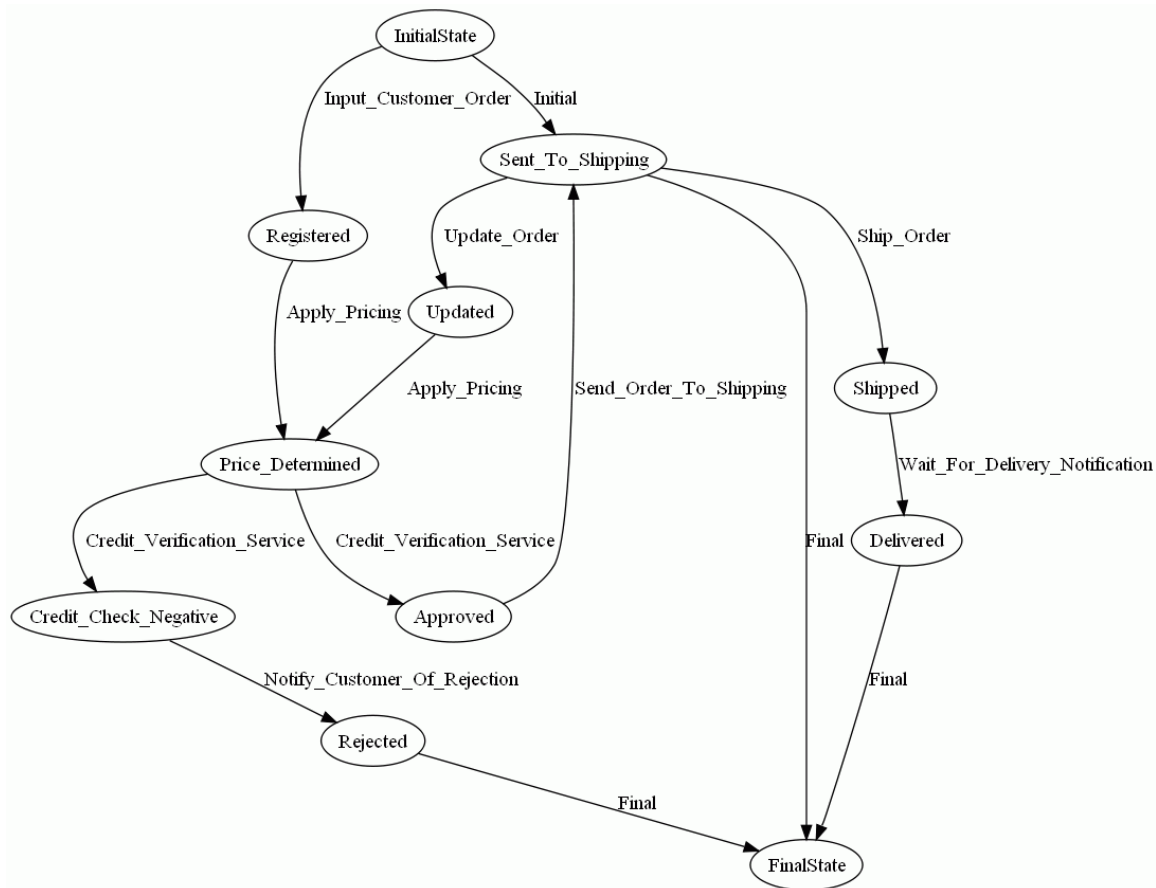 InitialState
Input_Customer_Order
Initial
Sent_To_Shipping
Registered
Update_Order
Ship_Order
Apply_Pricing
Updated
Apply_Pricing
Send_Order_To_Shipping
Shipped
Price_Determined
Wait_For_Delivery_Notification
Credit_Verification_Service
Credit_Verification_Service
Final
Delivered
Credit_Check_Negative
Approved
Notify_Customer_Of_Rejection
Final
Rejected
Final
FinalState